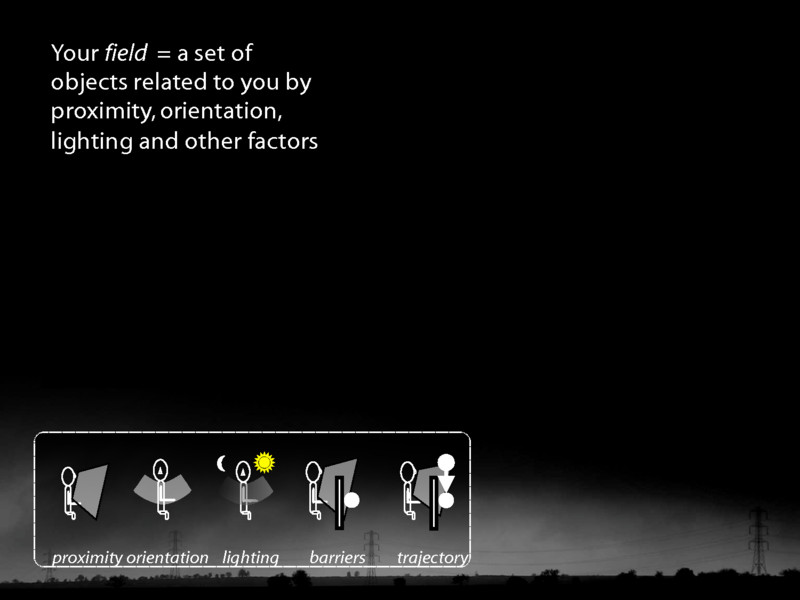 Your field = a set of
objects related to you by
proximity, orientation,
lighting and other factors
proximity orientation lighting barriers trajectory